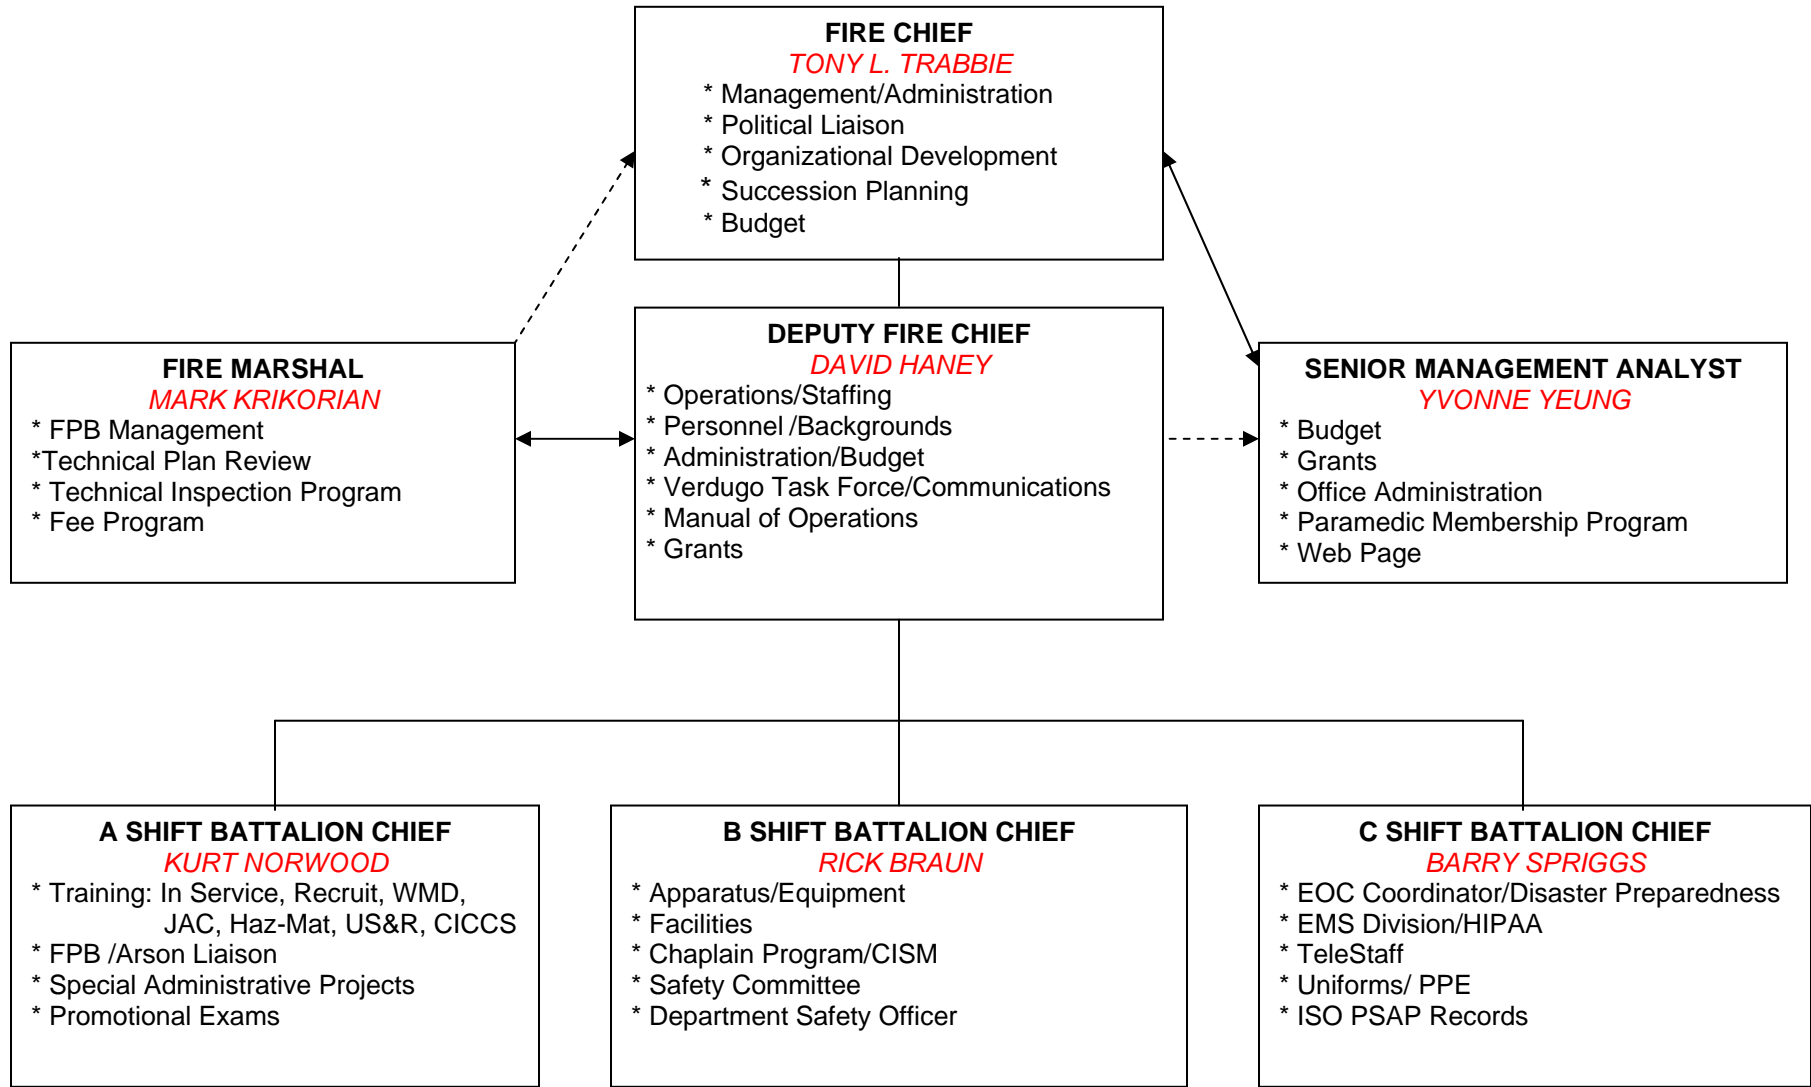 FIRE CHIEF
TONY L. TRABBIE
* Management/Administration
* Political Liaison
* Organizational Development
* Succession Planning
* Budget
FIRE MARSHAL
MARK KRIKORIAN
* FPB Management
*Technical Plan Review
* Technical Inspection Program
* Fee Program
DEPUTY FIRE CHIEF
DAVID HANEY
* Operations/Staffing
* Personnel /Backgrounds
* Administration/Budget
* Verdugo Task Force/Communications
* Manual of Operations
* Grants
SENIOR MANAGEMENT ANALYST
YVONNE YEUNG
* Budget
* Grants
* Office Administration
* Paramedic Membership Program
* Web Page
A SHIFT BATTALION CHIEF
KURT NORWOOD
* Training: In Service, Recruit, WMD,
JAC, Haz-Mat, US&R, CICCS
* FPB /Arson Liaison
* Special Administrative Projects
* Promotional Exams
B SHIFT BATTALION CHIEF
RICK BRAUN
* Apparatus/Equipment
* Facilities
* Chaplain Program/CISM
* Safety Committee
* Department Safety Officer
C SHIFT BATTALION CHIEF
BARRY SPRIGGS
* EOC Coordinator/Disaster Preparedness
* EMS Division/HIPAA
* TeleStaff
* Uniforms/ PPE
* ISO PSAP Records